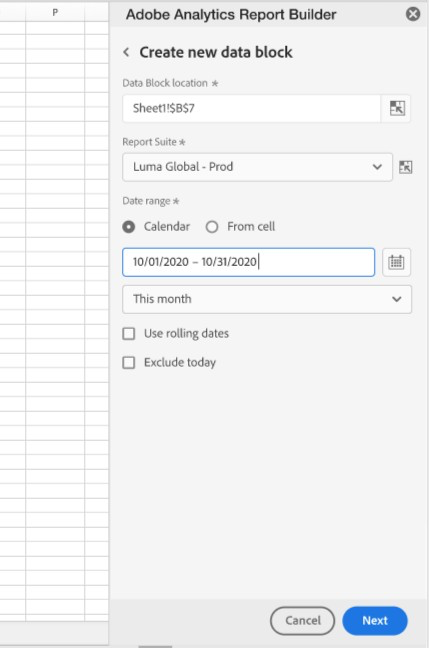 P
Adobe Analytics Report Builder
Create new data block
Data Block location *
Sheet1!$B$7
Report Suite *
Luma Global - Prod
Date range *
Calendar From cell
10/01/2020 – 10/31/2020
This month
Use rolling dates
Exclude today
Cancel Next